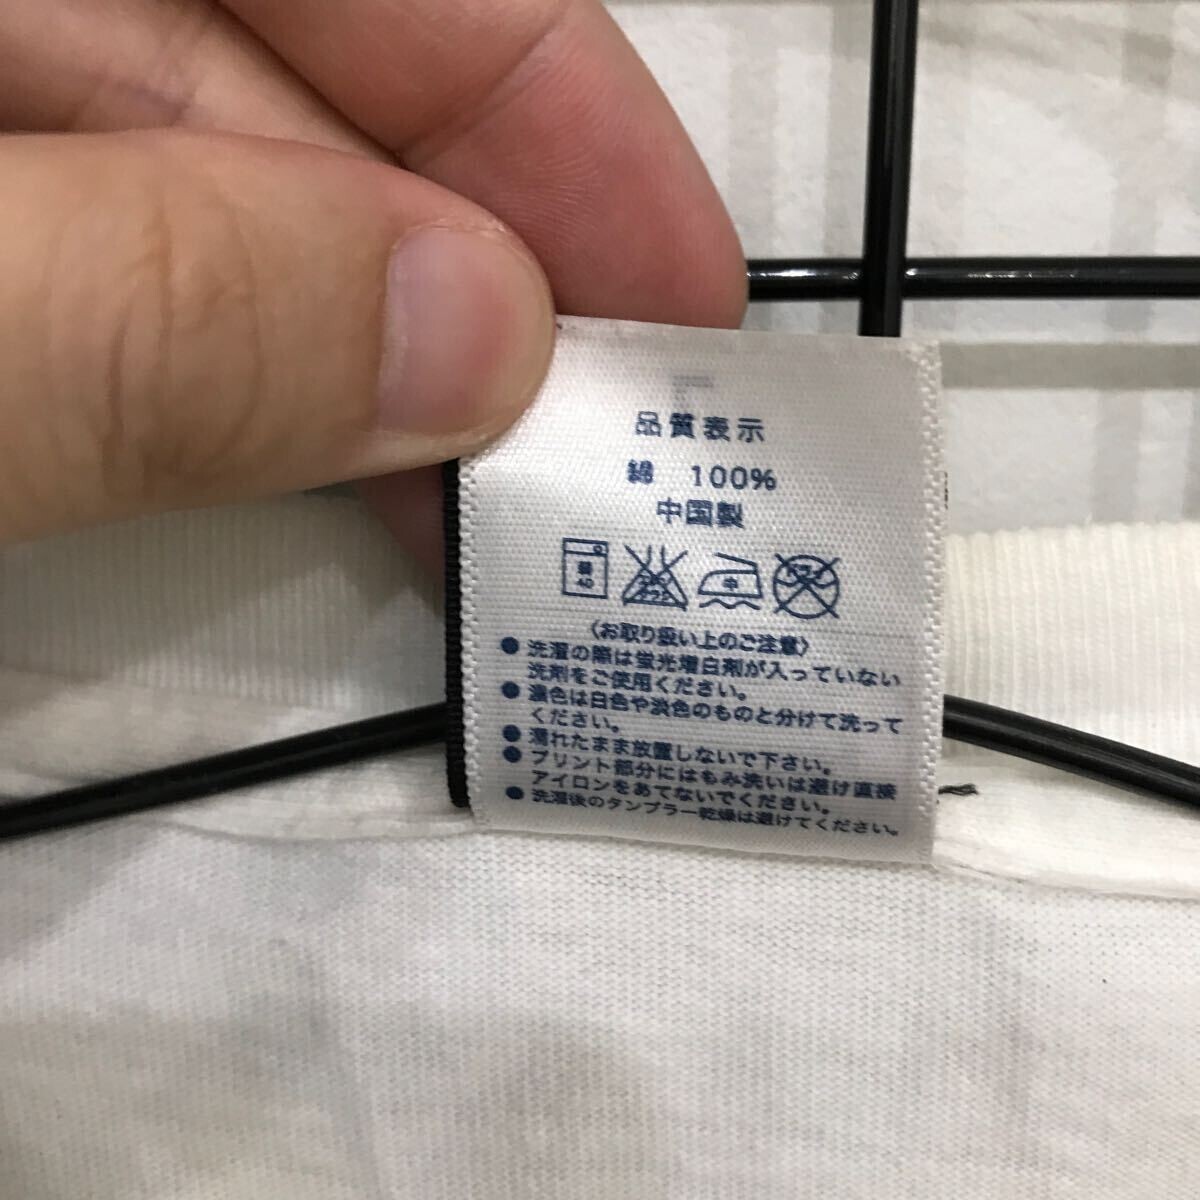 品質表示
綿 100%
中国製
40 中 ドライ
〈お取り扱い上のご注意〉
●洗濯の際は蛍光増白剤が入っていない
洗剤をご使用ください。
●濃色は白色や淡色のものと分けて洗って
ください。
●濡れたまま放置しないで下さい。
●プリント部分にはもみ洗いは避け直接
アイロンをあてないでください。
●洗濯後のタンブラー乾燥は避けてください。